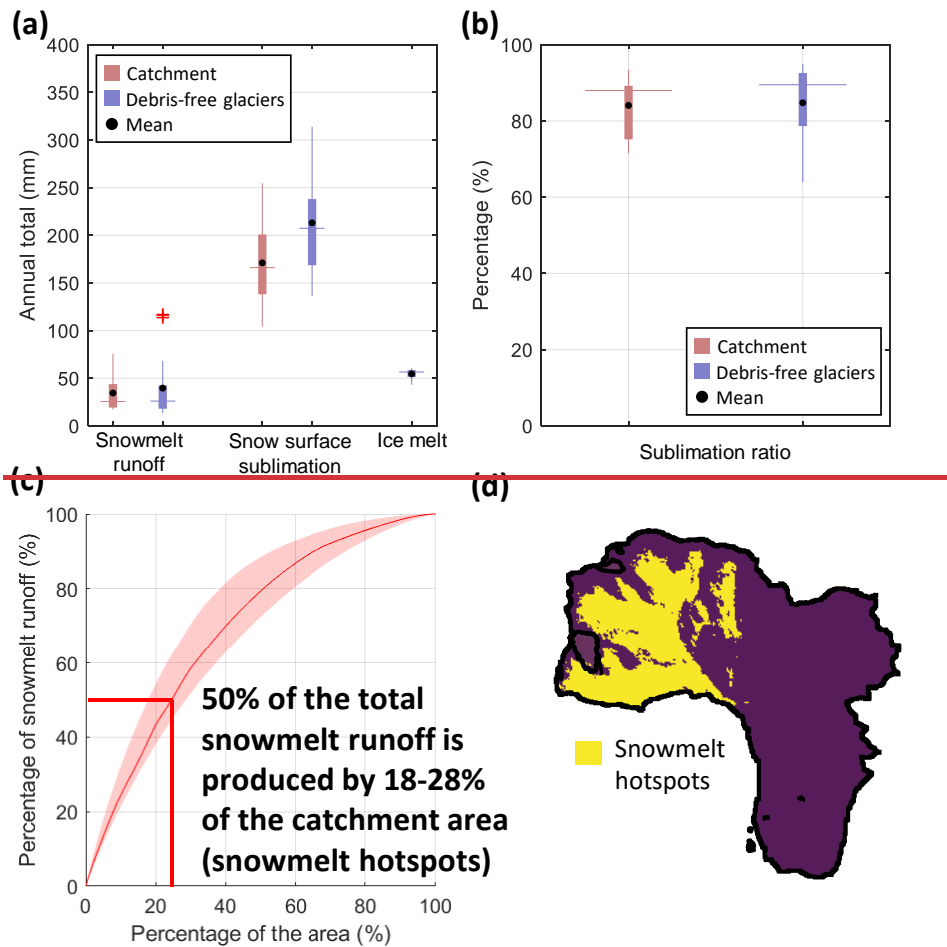 (a)
Annual total (mm)
400
350
300
250
200
150
100
50
0
Catchment
Debris-free glaciers
Mean
Snowmelt
runoff
Snow surface
sublimation
Ice melt
(b)
Percentage (%)
100
80
60
40
20
0
Catchment
Debris-free glaciers
Mean
Sublimation ratio
(c)
Percentage of snowmelt runoff (%)
100
80
60
40
20
0
50% of the total
snowmelt runoff is
produced by 18-28%
of the catchment area
(snowmelt hotspots)
0 20 40 60 80 100
Percentage of the area (%)
(d)
Snowmelt
hotspots